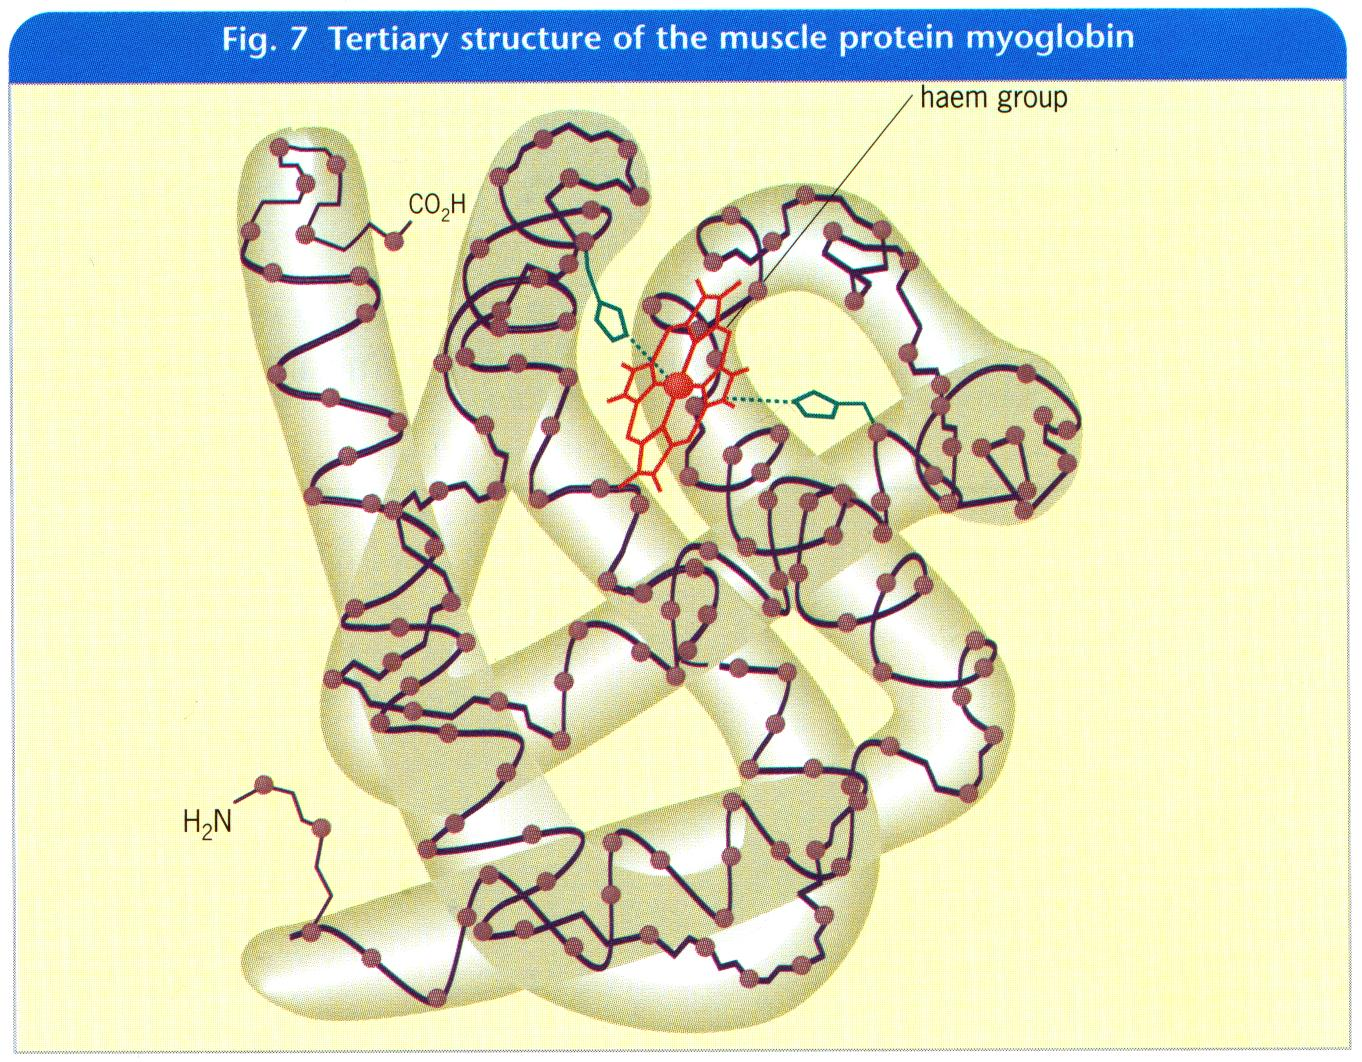 Fig. 7 Tertiary structure of the muscle protein myoglobin
haem group
CO₂H
H₂N